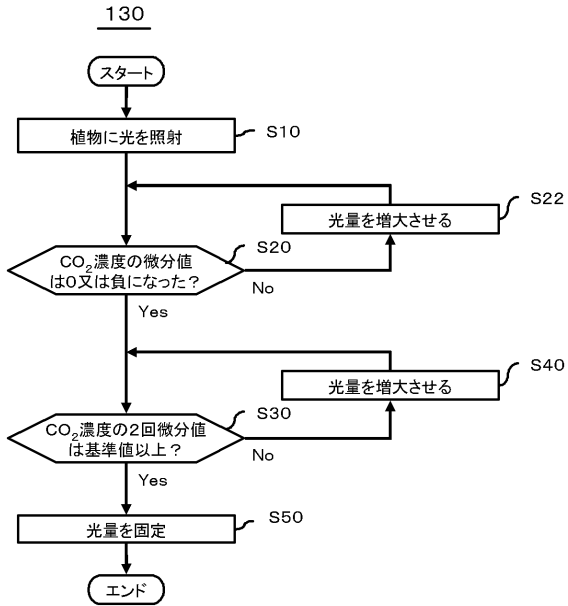 130
スタート
植物に光を照射
S10
光量を増大させる
S22
CO2濃度の微分値
は0又は負になった?
S20
No
Yes
光量を増大させる
S40
CO2濃度の2回微分値
は基準値以上?
S30
No
Yes
光量を固定
S50
エンド